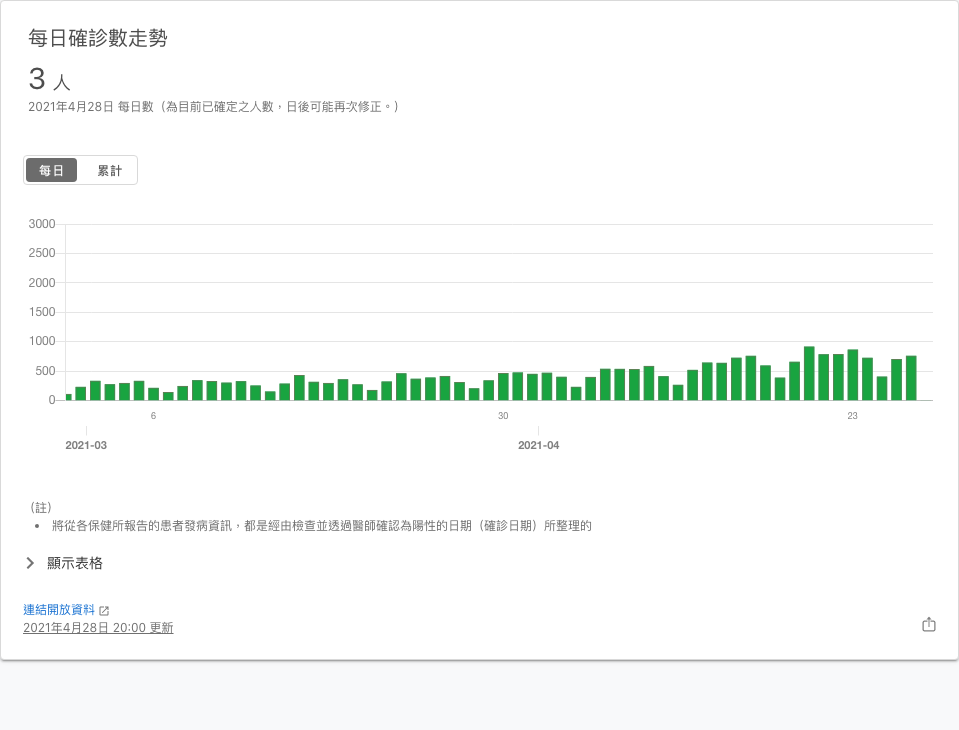 每日確診數走勢
3 人
2021年4月28日 每日數（為目前已確定之人數，日後可能再次修正。）
每日 累計
3000
2500
2000
1500
1000
500
0
6 30 23
2021-03 2021-04
（註）
• 將從各保健所報告的患者發病資訊，都是經由檢查並透過醫師確認為陽性的日期（確診日期）所整理的
顯示表格
連結開放資料
2021年4月28日 20:00 更新